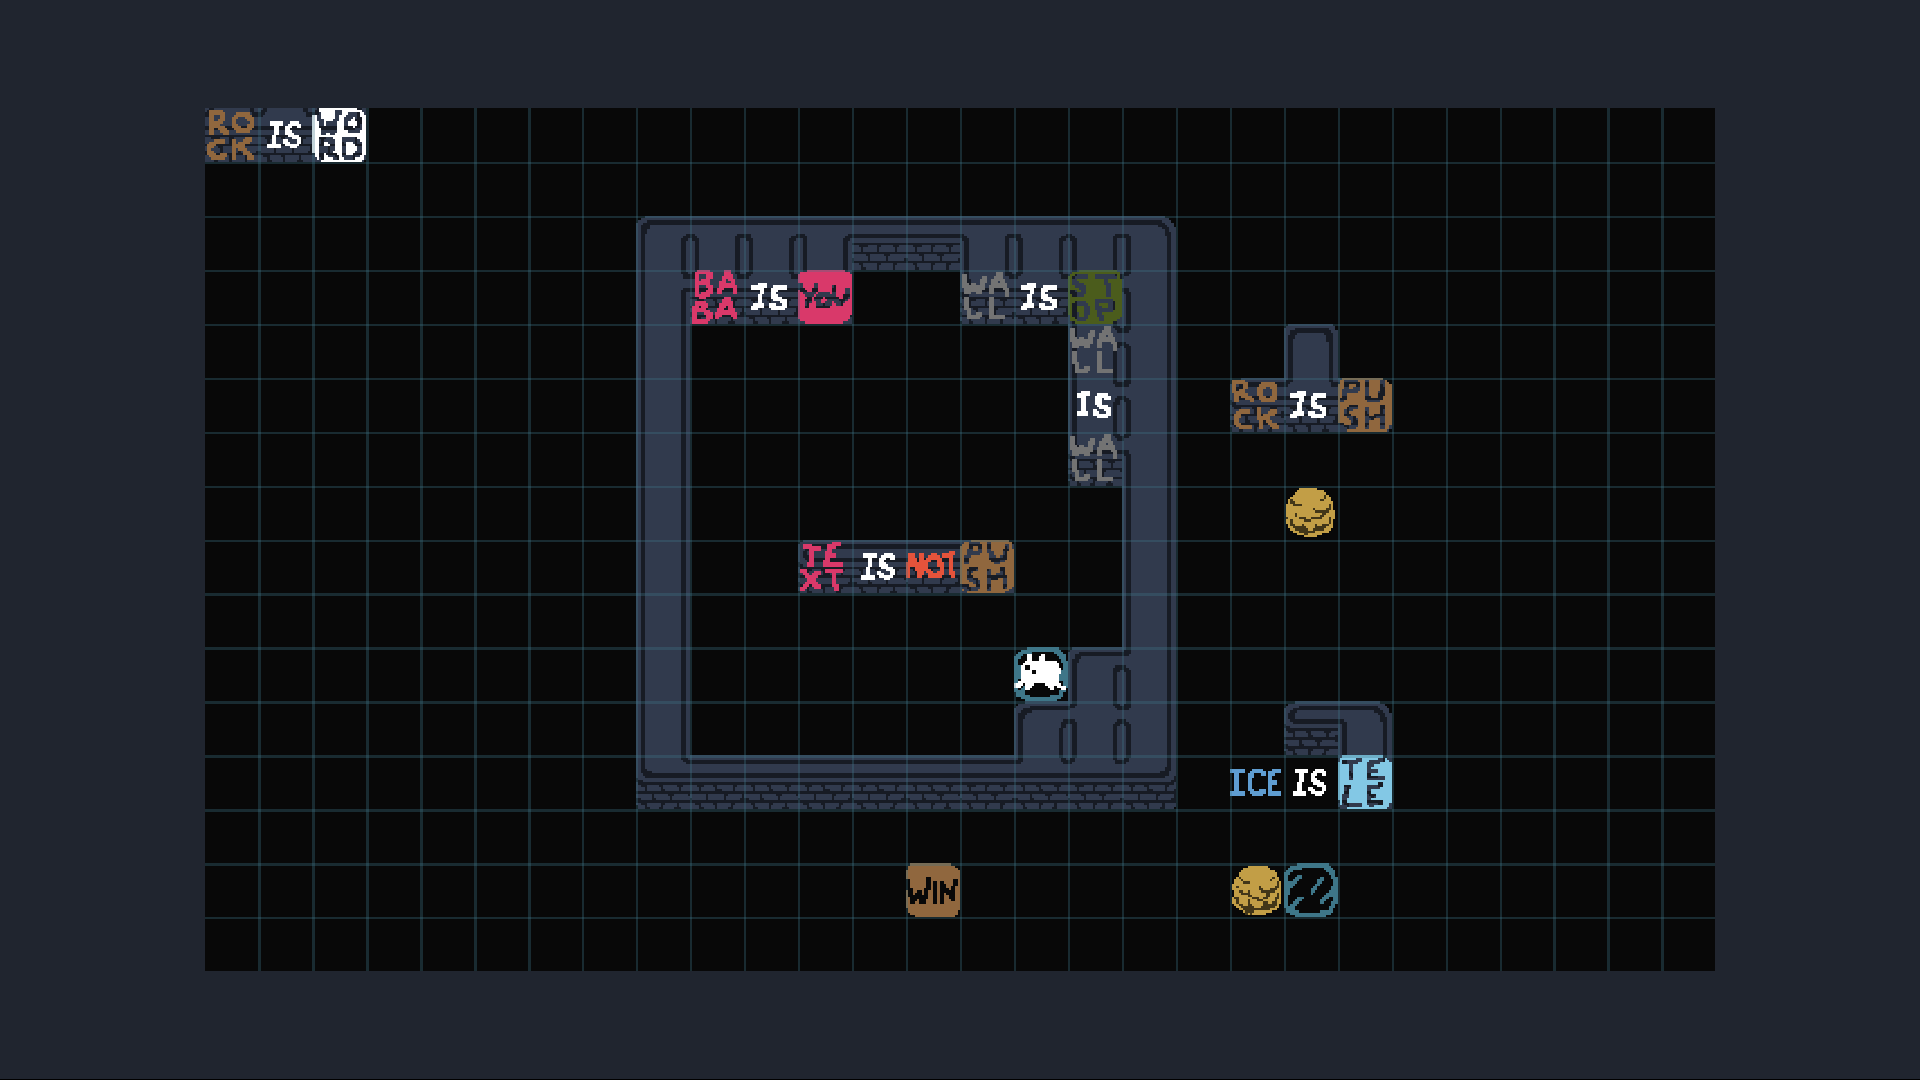 ROCK IS WORD
BABA IS YOU
WALL IS STOP
WALL
IS
WALL
ROCK IS PUSH
TEXT IS NOT PUSH
ICE IS TELE
WIN